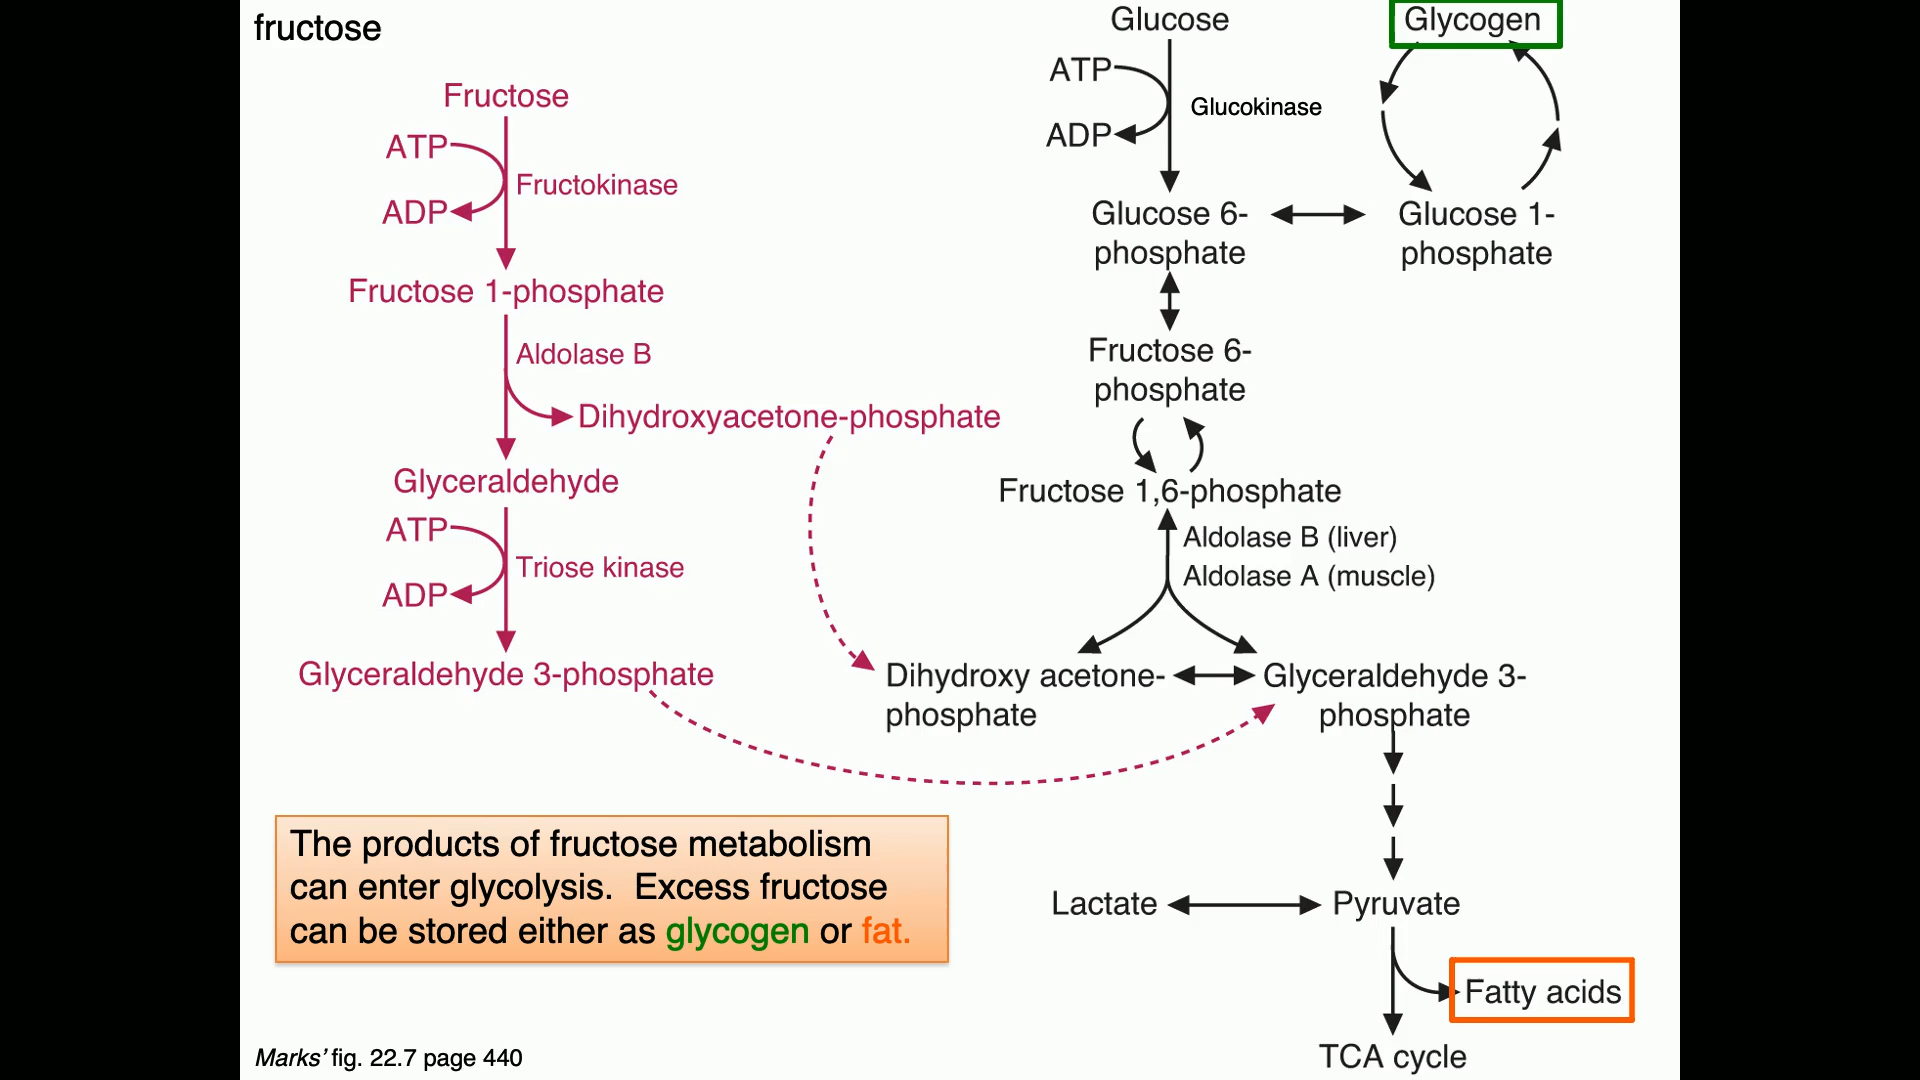 fructose
Fructose
ATP
Fructokinase
ADP
Fructose 1-phosphate
Aldolase B
Dihydroxyacetone-phosphate
Glyceraldehyde
ATP
Triose kinase
ADP
Glyceraldehyde 3-phosphate
Glucose
Glycogen
ATP
Glucokinase
ADP
Glucose 6-
phosphate
Glucose 1-
phosphate
Fructose 6-
phosphate
Fructose 1,6-phosphate
Aldolase B (liver)
Aldolase A (muscle)
Dihydroxy acetone-
phosphate
Glyceraldehyde 3-
phosphate
Lactate
Pyruvate
Fatty acids
TCA cycle
The products of fructose metabolism
can enter glycolysis. Excess fructose
can be stored either as glycogen or fat.
Marks' fig. 22.7 page 440